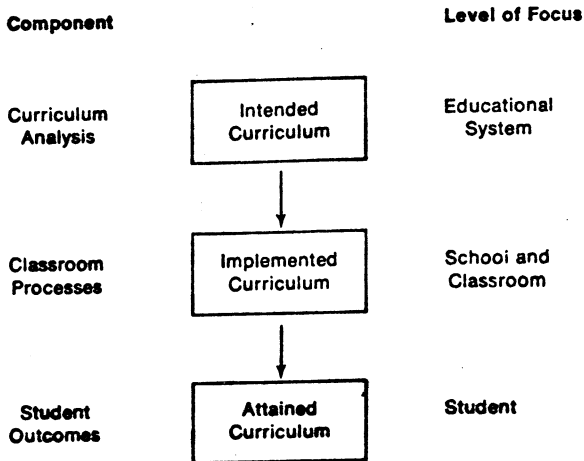 Component
Level of Focus
Curriculum
Analysis
Intended
Curriculum
Educational
System
Classroom
Processes
Implemented
Curriculum
School and
Classroom
Student
Outcomes
Attained
Curriculum
Student